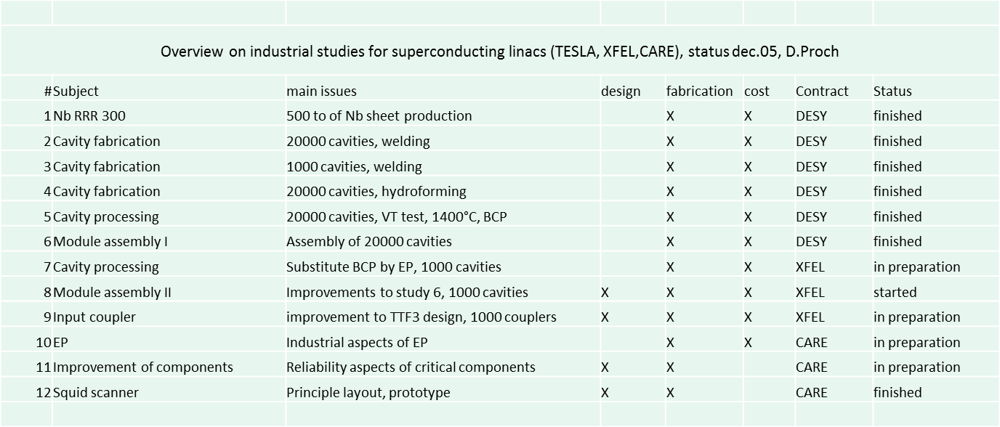 Overview on industrial studies for superconducting linacs (TESLA, XFEL,CARE), status dec.05, D.Proch
# Subject main issues design fabrication cost Contract Status
1 Nb RRR 300 500 to of Nb sheet production X X DESY finished
2 Cavity fabrication 20000 cavities, welding X X DESY finished
3 Cavity fabrication 1000 cavities, welding X X DESY finished
4 Cavity fabrication 20000 cavities, hydroforming X X DESY finished
5 Cavity processing 20000 cavities, VT test, 1400°C, BCP X X DESY finished
6 Module assembly I Assembly of 20000 cavities X X DESY finished
7 Cavity processing Substitute BCP by EP, 1000 cavities X X XFEL in preparation
8 Module assembly II Improvements to study 6, 1000 cavities X X X XFEL started
9 Input coupler improvement to TTF3 design, 1000 couplers X X X XFEL in preparation
10 EP Industrial aspects of EP X X CARE in preparation
11 Improvement of components Reliability aspects of critical components X X CARE in preparation
12 Squid scanner Principle layout, prototype X X CARE finished